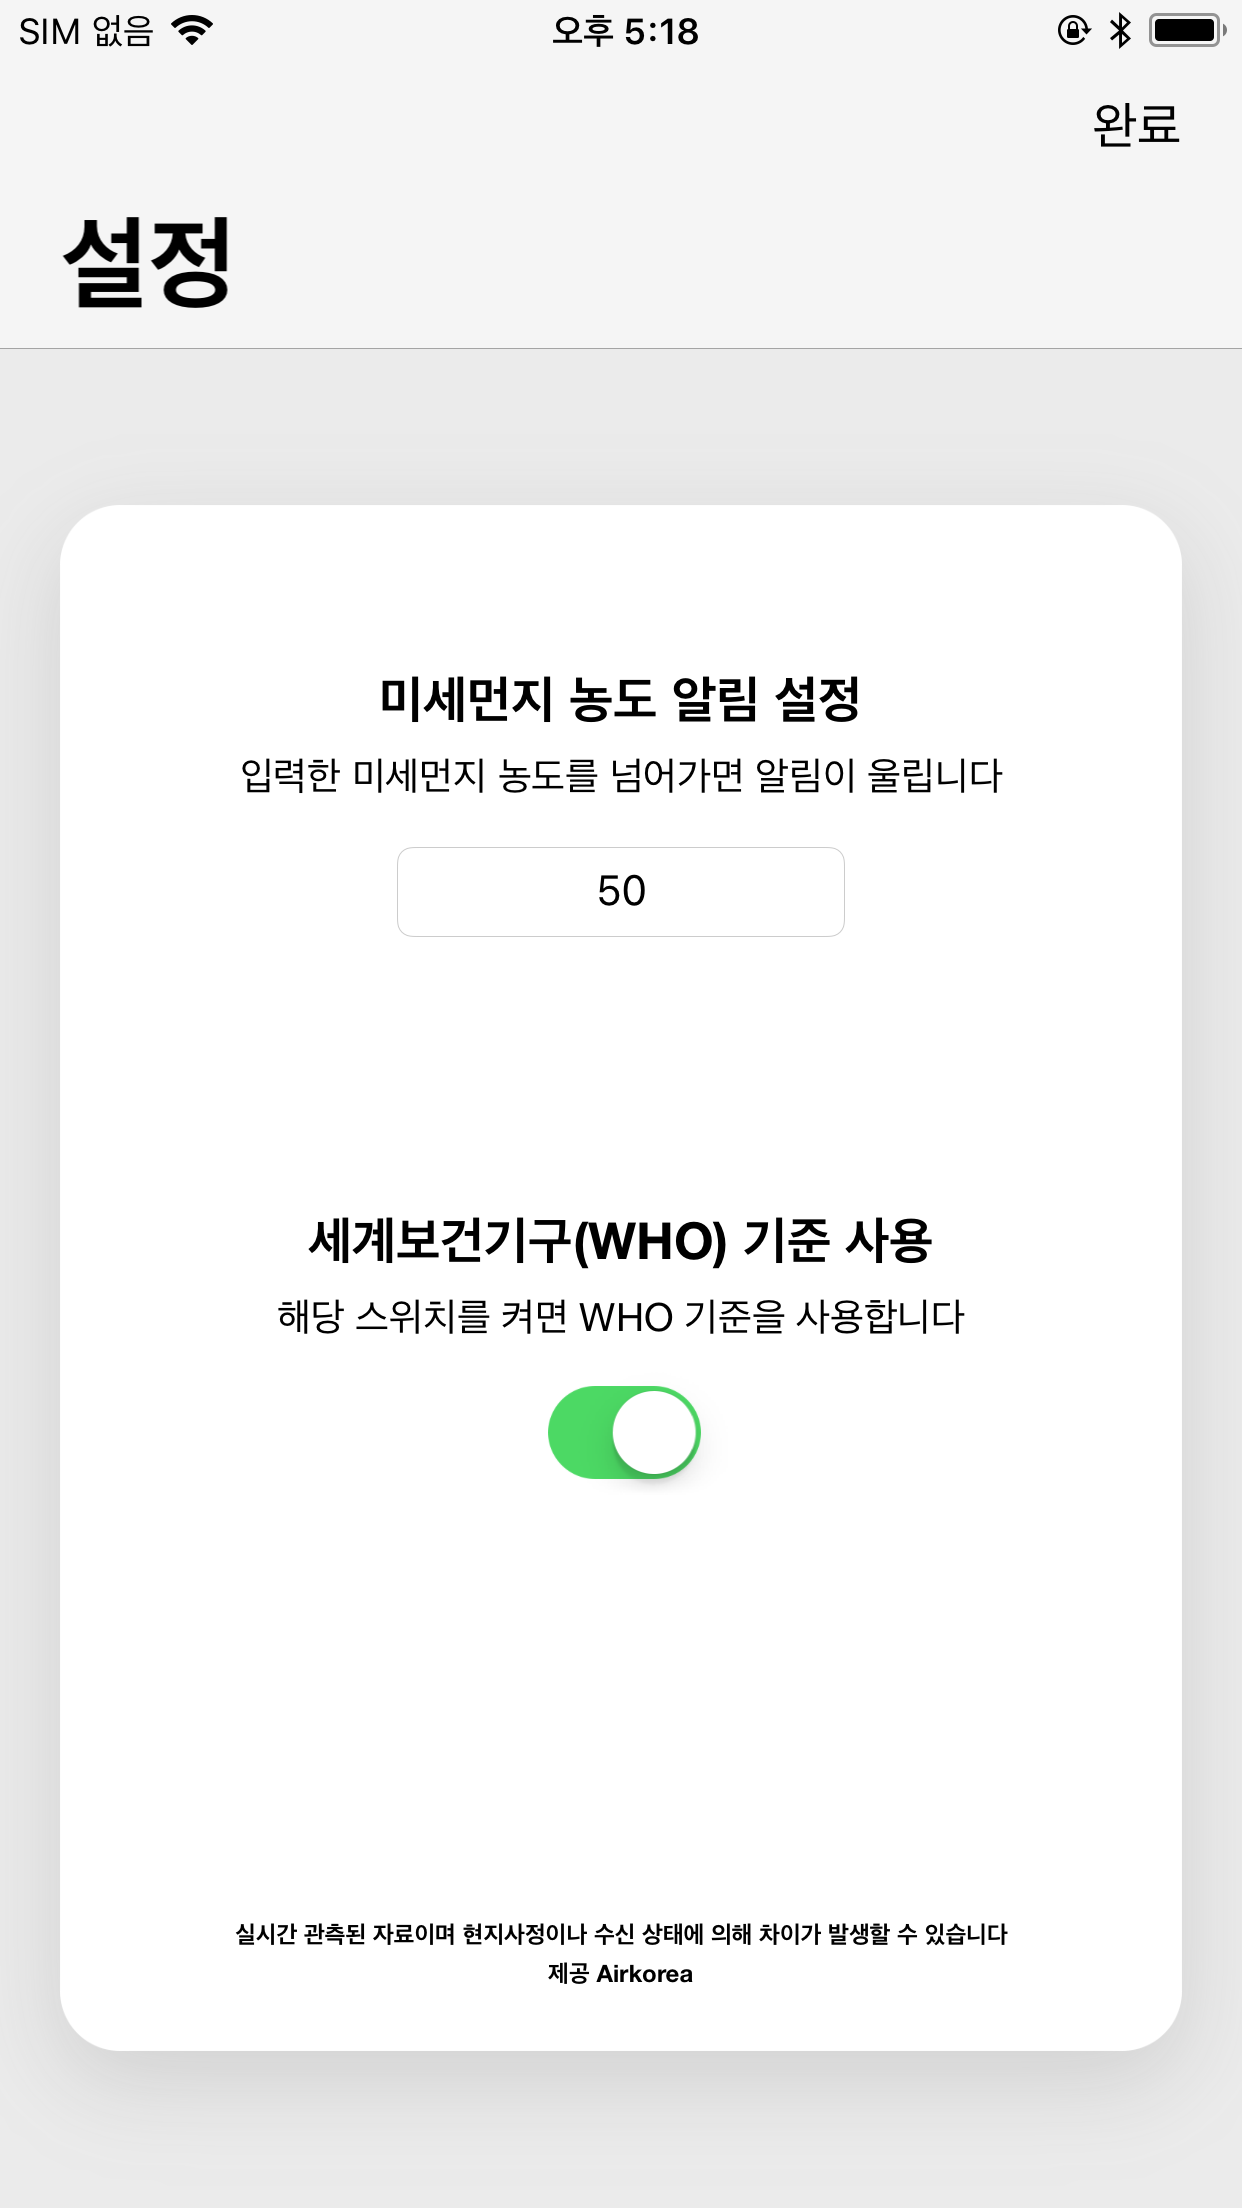 SIM 없음
오후 5:18
완료
설정
미세먼지 농도 알림 설정
입력한 미세먼지 농도를 넘어가면 알림이 울립니다
50
세계보건기구(WHO) 기준 사용
해당 스위치를 켜면 WHO 기준을 사용합니다
실시간 관측된 자료이며 현지사정이나 수신 상태에 의해 차이가 발생할 수 있습니다
제공 Airkorea